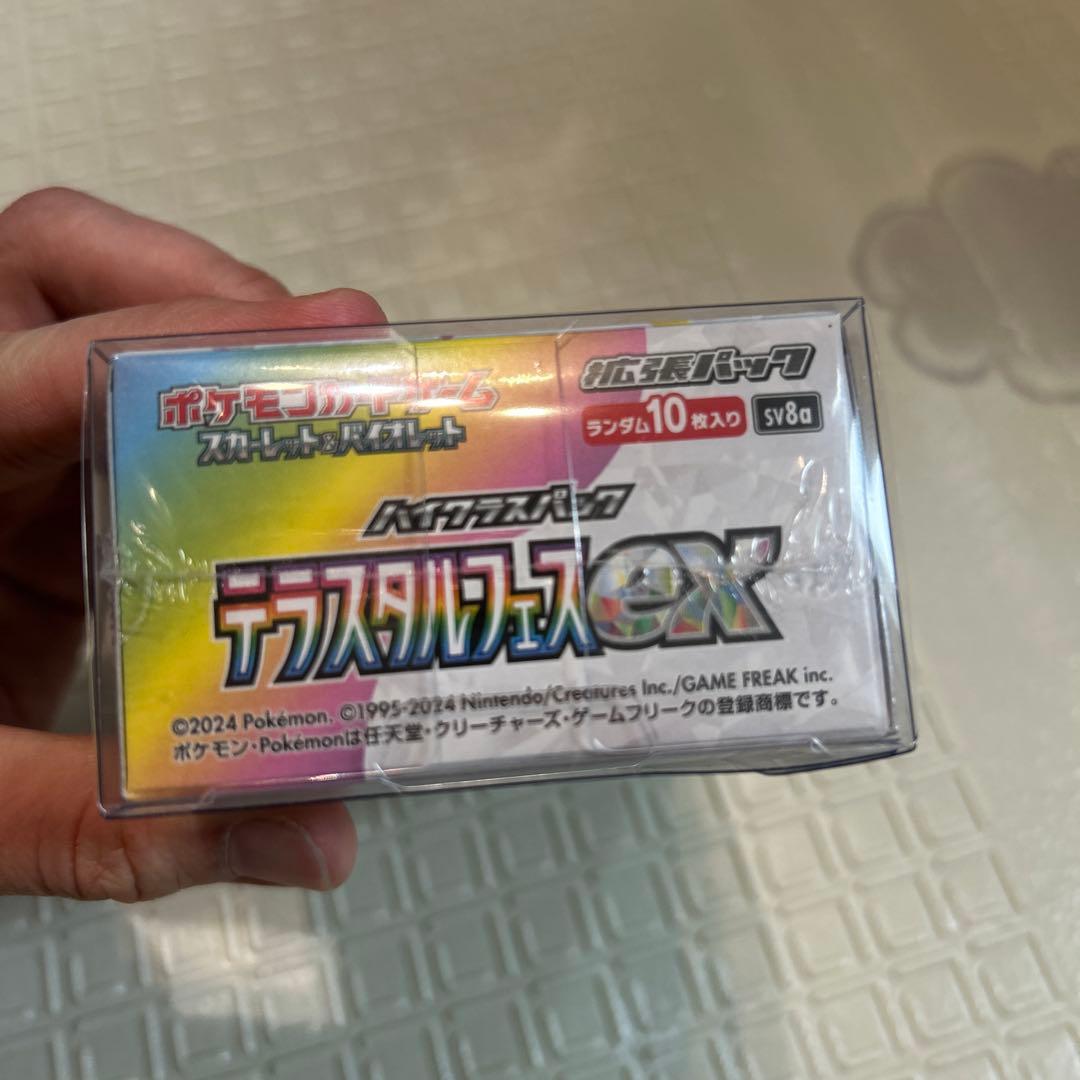 ポケモンカードゲーム
スカーレット&バイオレット
拡張パック
ランダム10枚入り SV8a
ハイクラスパック
テラスタルフェスex
©2024 Pokémon. ©1995-2024 Nintendo/Creatures Inc./GAME FREAK inc.
ポケモン・Pokémonは任天堂・クリーチャーズ・ゲームフリークの登録商標です。